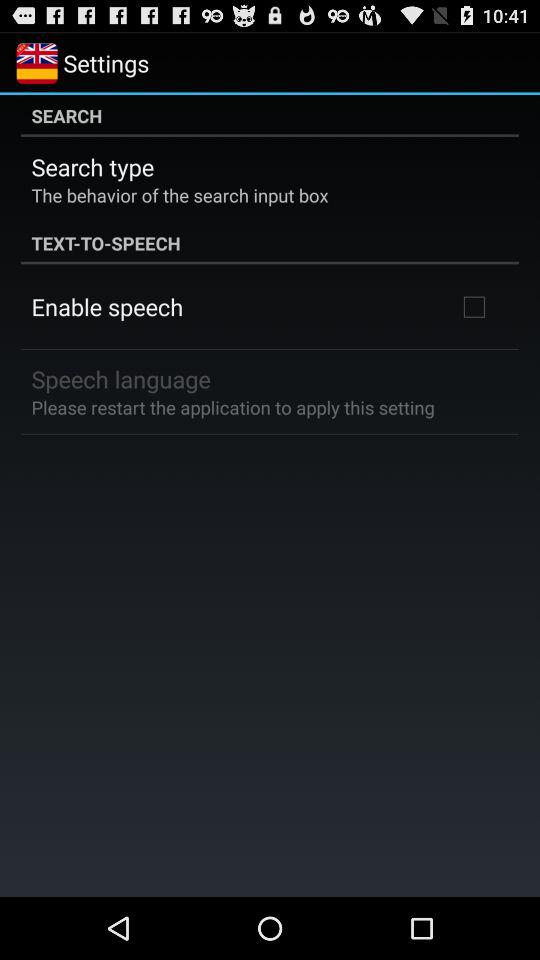 10:41
Settings
SEARCH
Search type
The behavior of the search input box
TEXT-TO-SPEECH
Enable speech
Speech language
Please restart the application to apply this setting